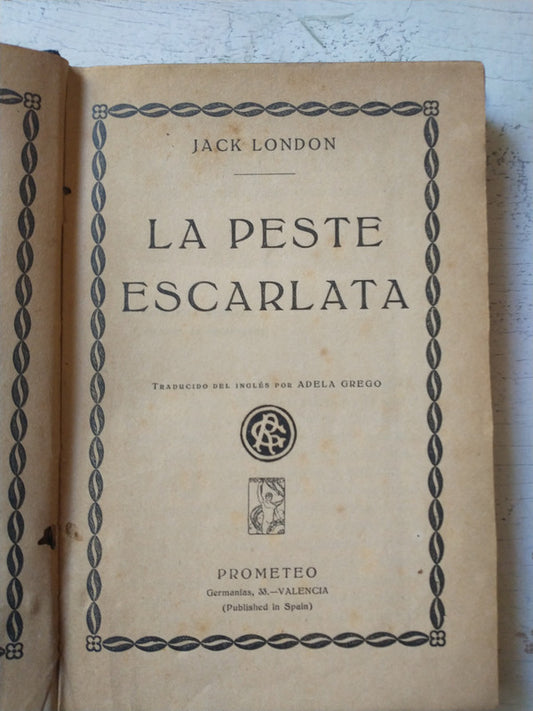 JACK LONDON
LA PESTE
ESCARLATA
TRADUCIDO DEL INGLÉS POR ADELA GREGO
PROMETEO
Germanías, 33.—VALENCIA
(Published in Spain)